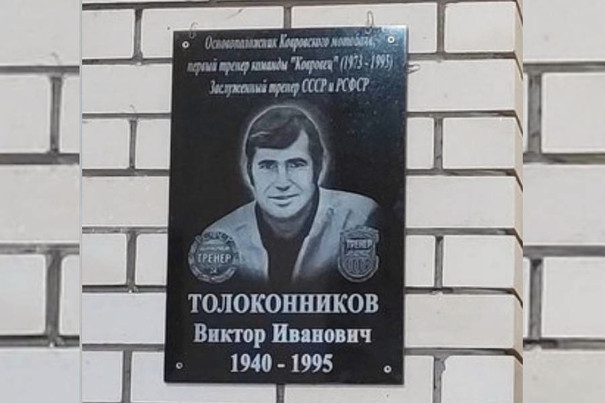 Основоположник Ковровского мотобола,
первый тренер команды "Ковровец" (1973 - 1995)
Заслуженный тренер СССР и РСФСР
ТРЕНЕР
ТРЕНЕР
СССР
ТОЛОКОННИКОВ
Виктор Иванович
1940 - 1995